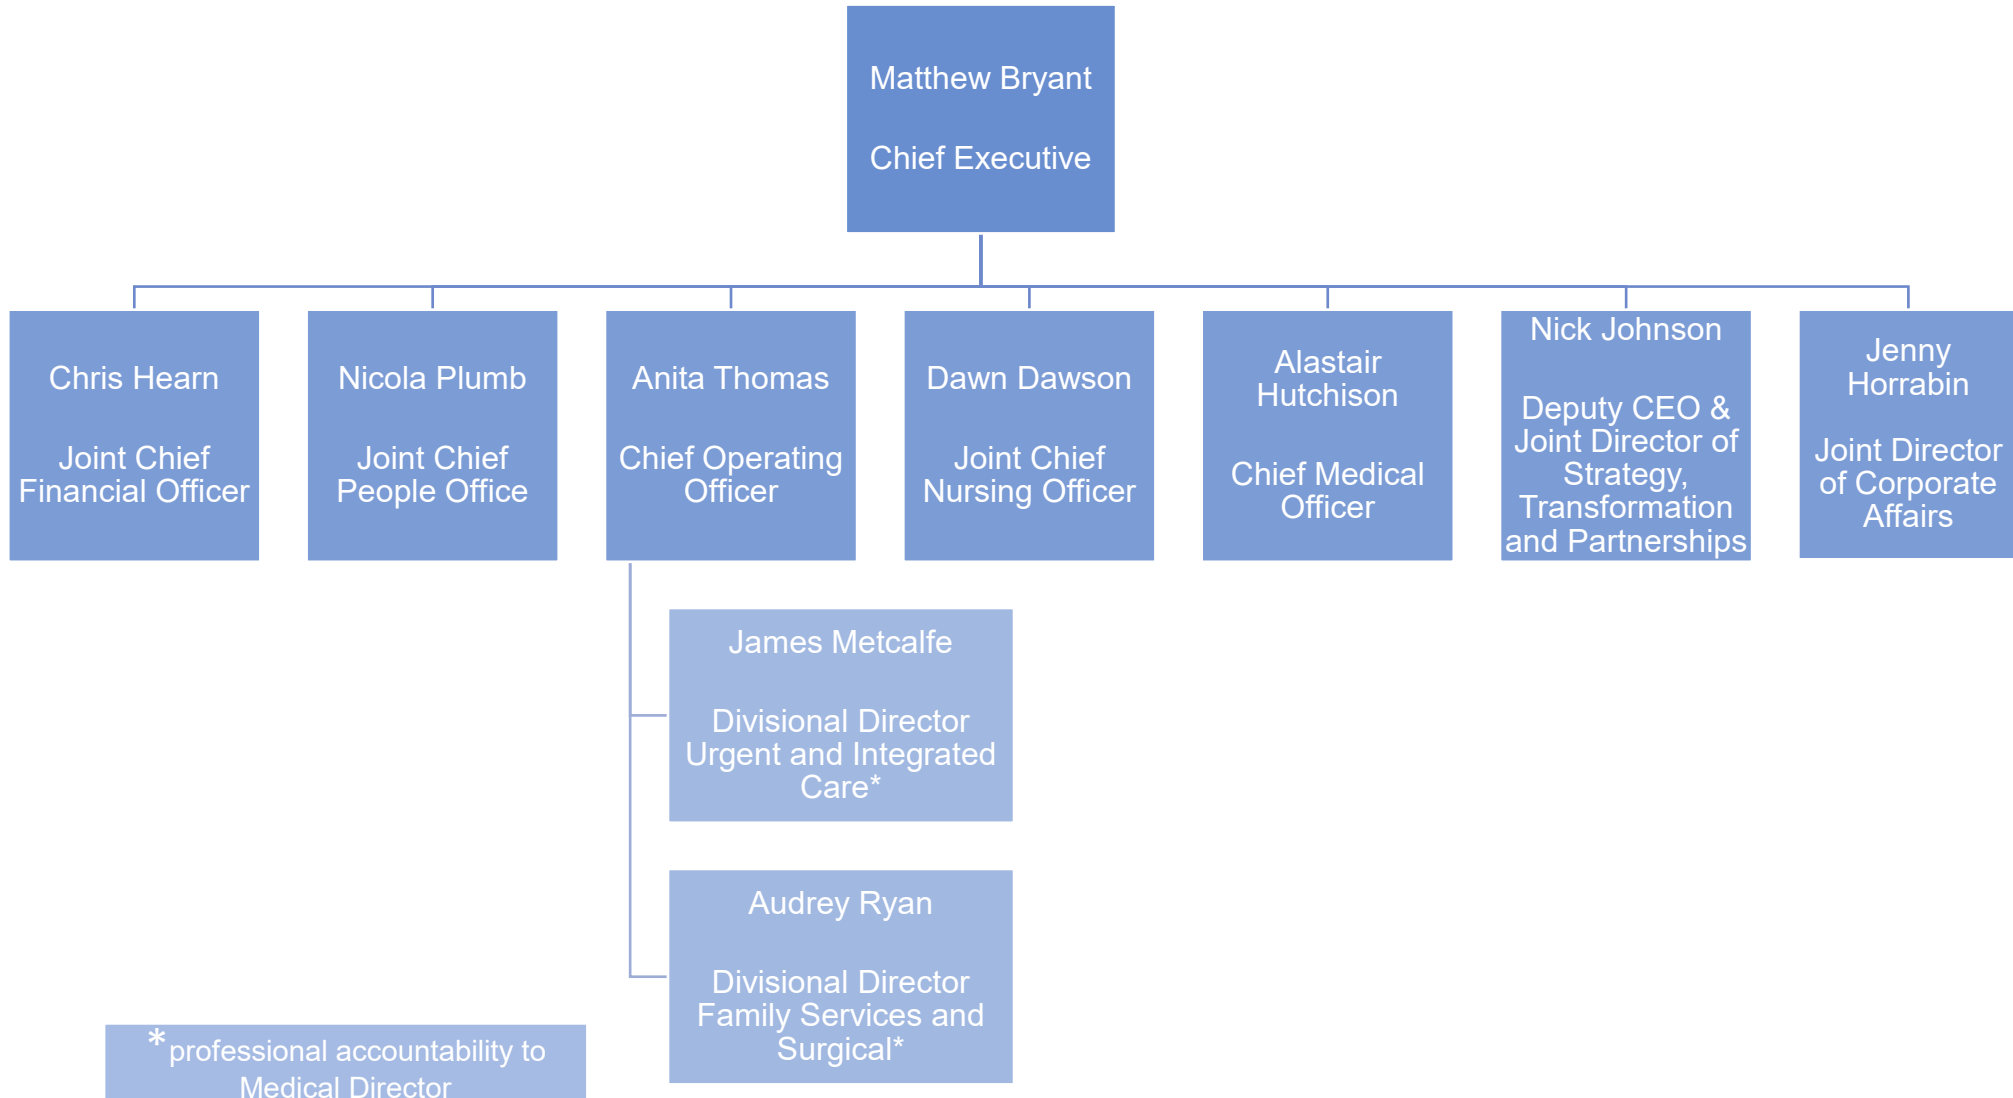 Matthew Bryant
Chief Executive
Chris Hearn
Joint Chief
Financial Officer
Nicola Plumb
Joint Chief
People Office
Anita Thomas
Chief Operating
Officer
Dawn Dawson
Joint Chief
Nursing Officer
Alastair
Hutchison
Chief Medical
Officer
Nick Johnson
Deputy CEO &
Joint Director of
Strategy,
Transformation
and Partnerships
Jenny
Horrabin
Joint Director
of Corporate
Affairs
James Metcalfe
Divisional Director
Urgent and Integrated
Care*
Audrey Ryan
Divisional Director
Family Services and
Surgical*
*professional accountability to
Medical Director